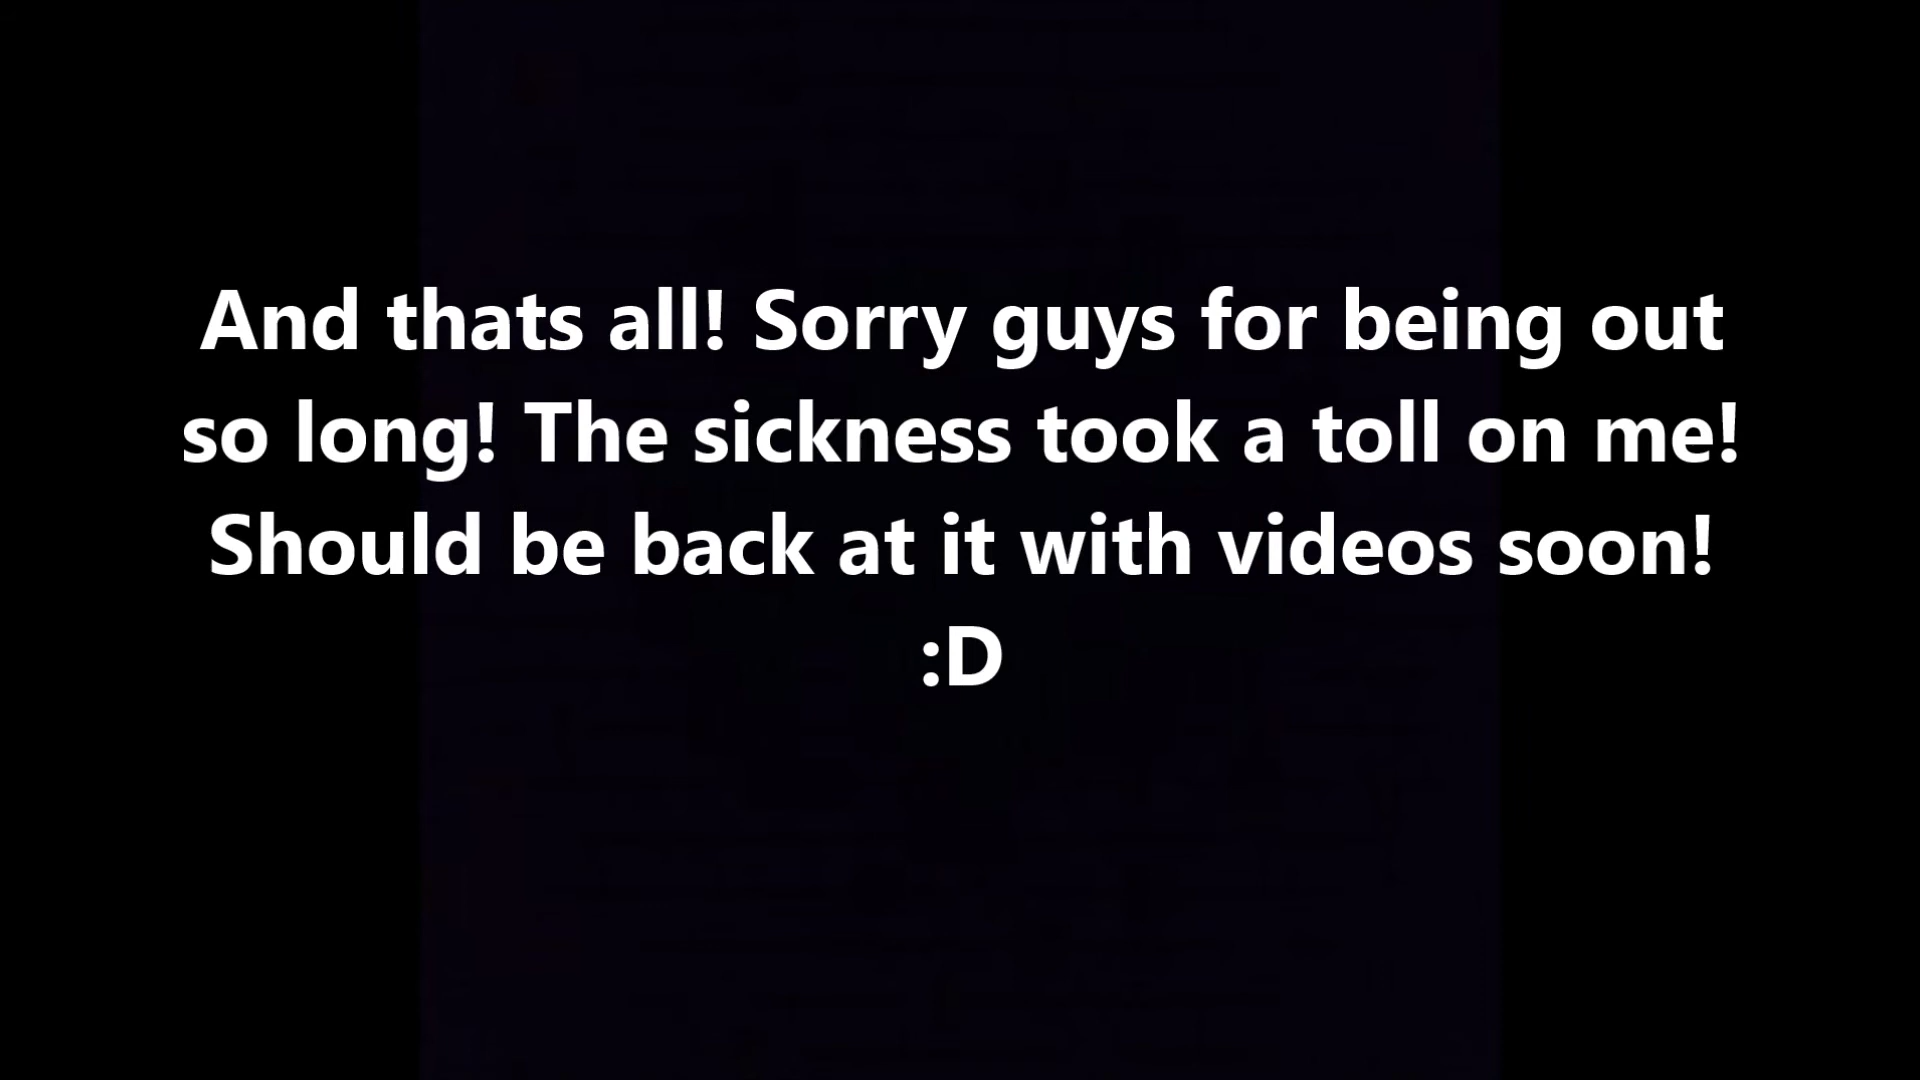 And thats all! Sorry guys for being out
so long! The sickness took a toll on me!
Should be back at it with videos soon!
:D